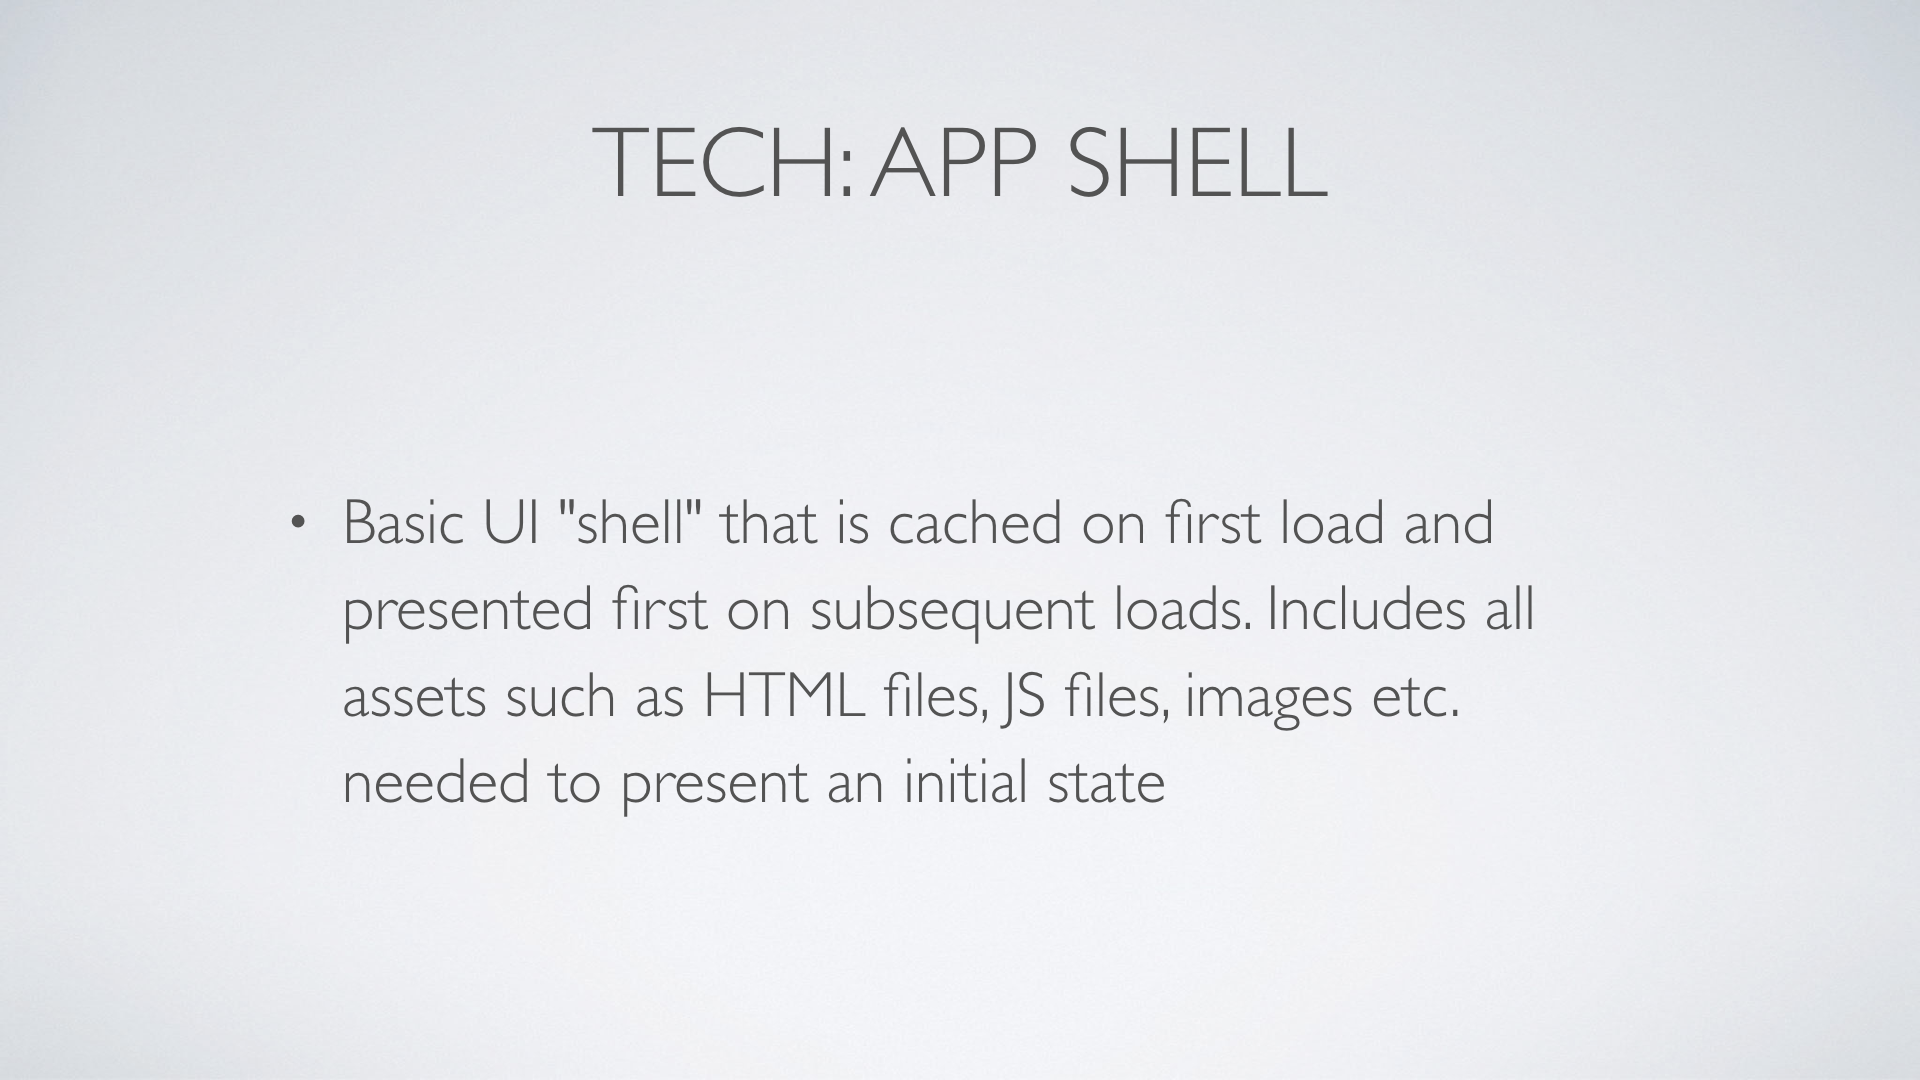 TECH: APP SHELL
• Basic UI "shell" that is cached on first load and
presented first on subsequent loads. Includes all
assets such as HTML files, JS files, images etc.
needed to present an initial state